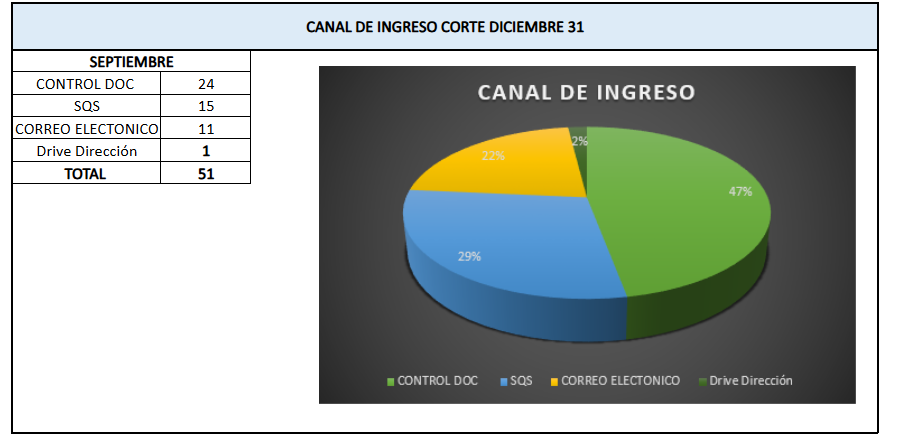 CANAL DE INGRESO CORTE DICIEMBRE 31
SEPTIEMBRE
CONTROL DOC 24
SQS 15
CORREO ELECTONICO 11
Drive Dirección 1
TOTAL 51
CANAL DE INGRESO
2%
22%
47%
29%
CONTROL DOC SQS CORREO ELECTONICO Drive Dirección